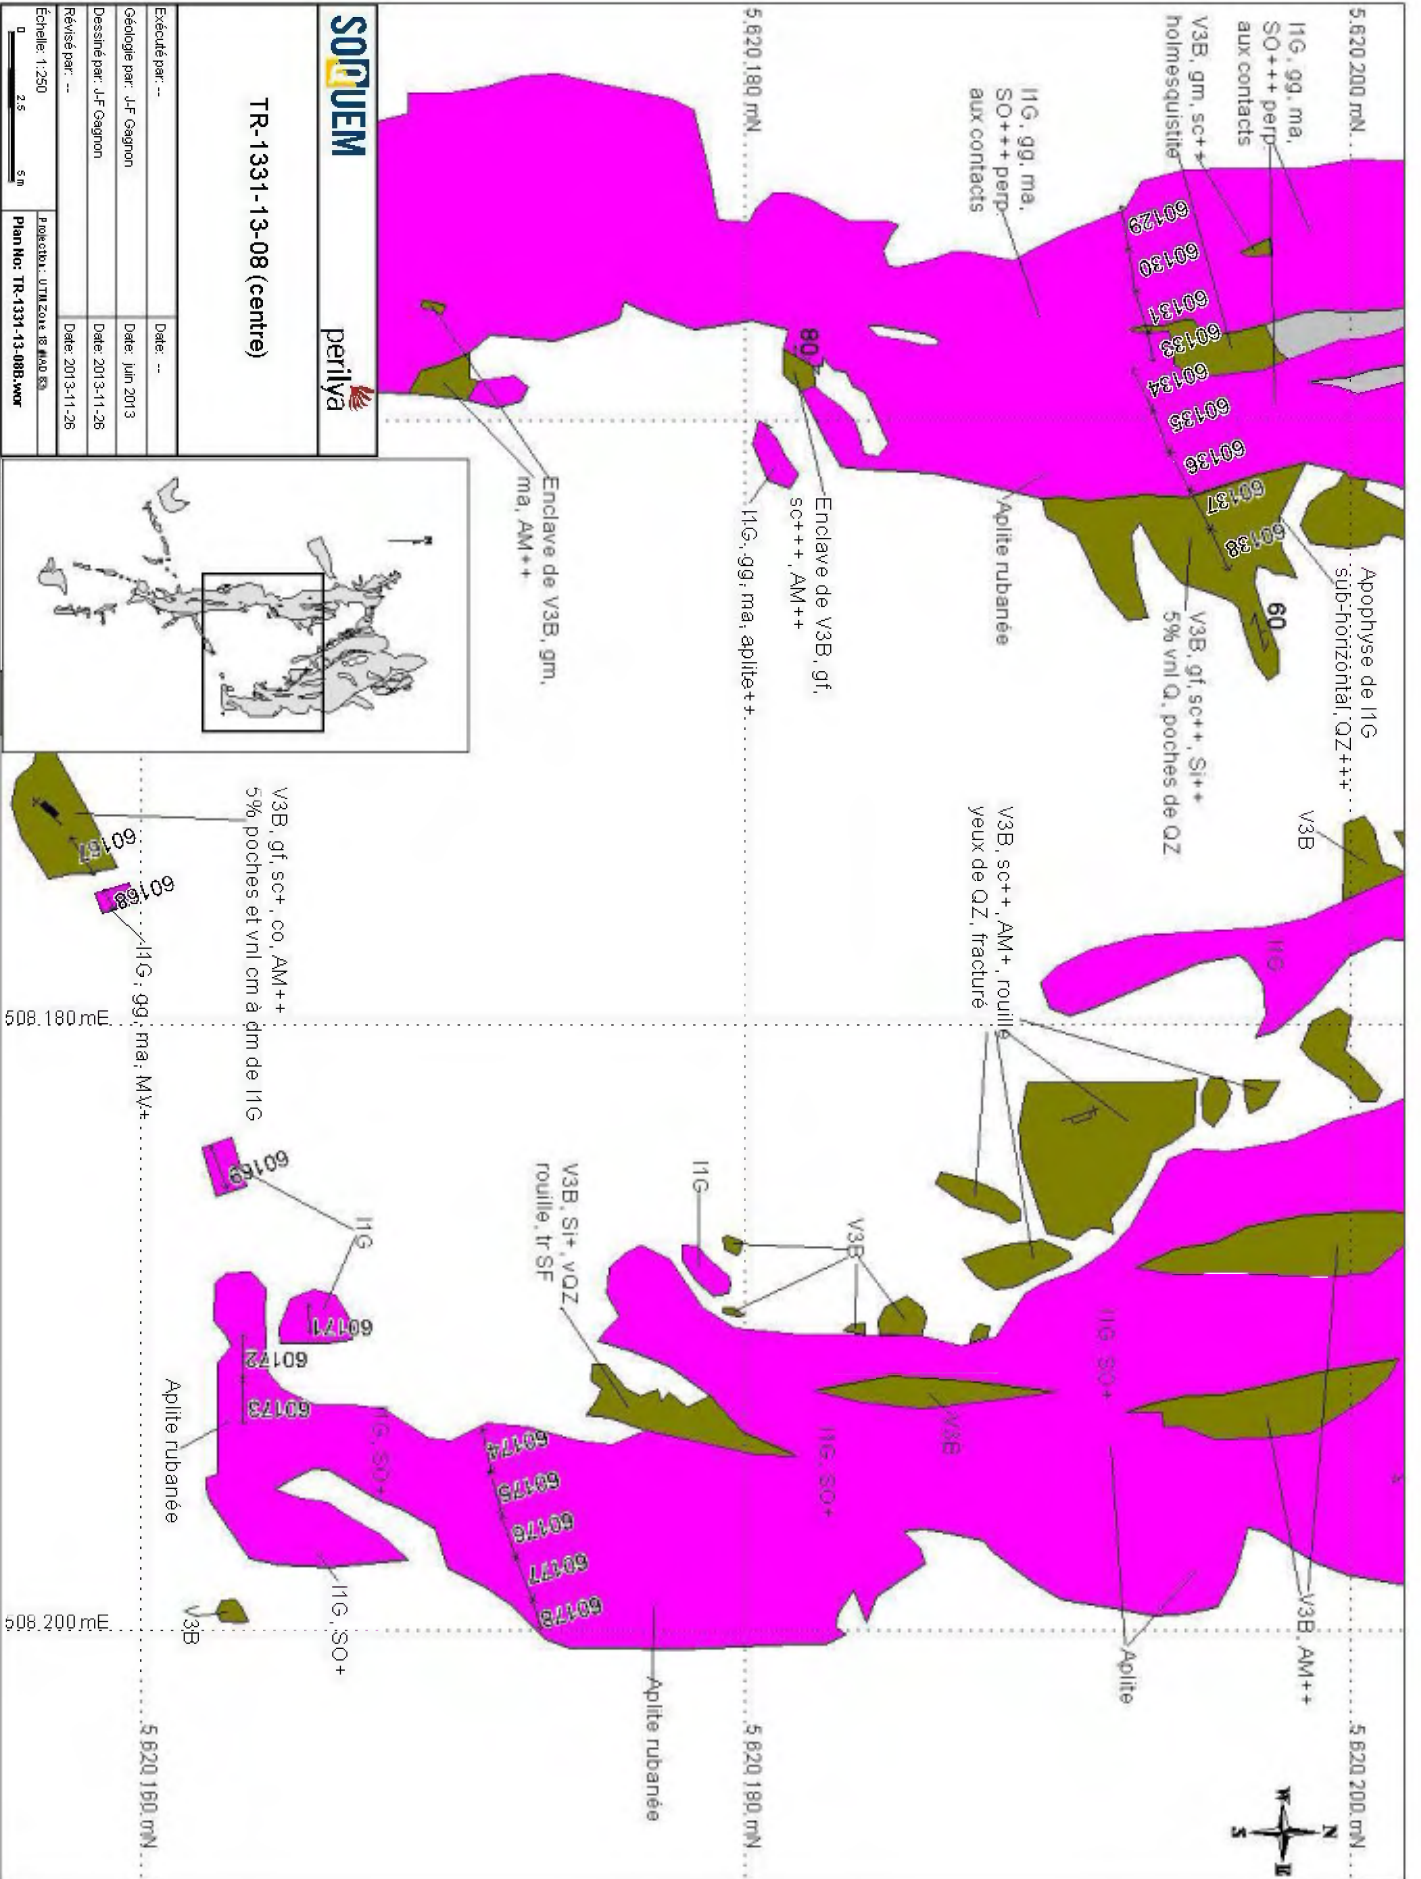 5,620,200 mN
I1G, gg, ma,
SO+++ perp.
aux contacts
V3B, gm, sc++
holmesquistite
60129
60130
60131
60133
60134
60135
60136
60137
60138
Apophyse de I1G
sub-horizontal, QZ+++
60
V3B, gf, sc++, Si++
5% vnl Q, poches de QZ
V3B
I1G
V3B, AM++
5,620,200 mN
N
E
S
W
I1G, gg, ma,
SO+++ perp.
aux contacts
Aplite rubanée
V3B, sc++, AM+, rouille
yeux de QZ, fracturé
I1G, SO+
Aplite
5,620,180 mN
80
Enclave de V3B, gf,
sc+++, AM++
I1G, gg, ma, aplite++
V3B
I1G
V3B
I1G, SO+
5,620,180 mN
Enclave de V3B, gm,
ma, AM++
V3B, Si+, vQZ,
rouille, tr SF
60174
60175
60176
60177
60178
Aplite rubanée
V3B, gf, sc+, co, AM++
5% poches et vnl cm à dm de I1G
60167
60168
I1G, gg, ma, MV+
508,180 mE
60169
I1G
60171
60172
60173
I1G, SO+
Aplite rubanée
I1G, SO+
V3B
508,200 mE
5,620,160 mN
SOQUEM
perilya
TR-1331-13-08 (centre)
Exécuté par: --
Date: --
Géologie par: J-F Gagnon
Date: juin 2013
Dessiné par: J-F Gagnon
Date: 2013-11-26
Révisé par: --
Date: 2013-11-26
Échelle: 1:250
Projection: UTM Zone 18 (NAD 83)
0 2.5 5 m
Plan No: TR-1331-13-08B.wor
N